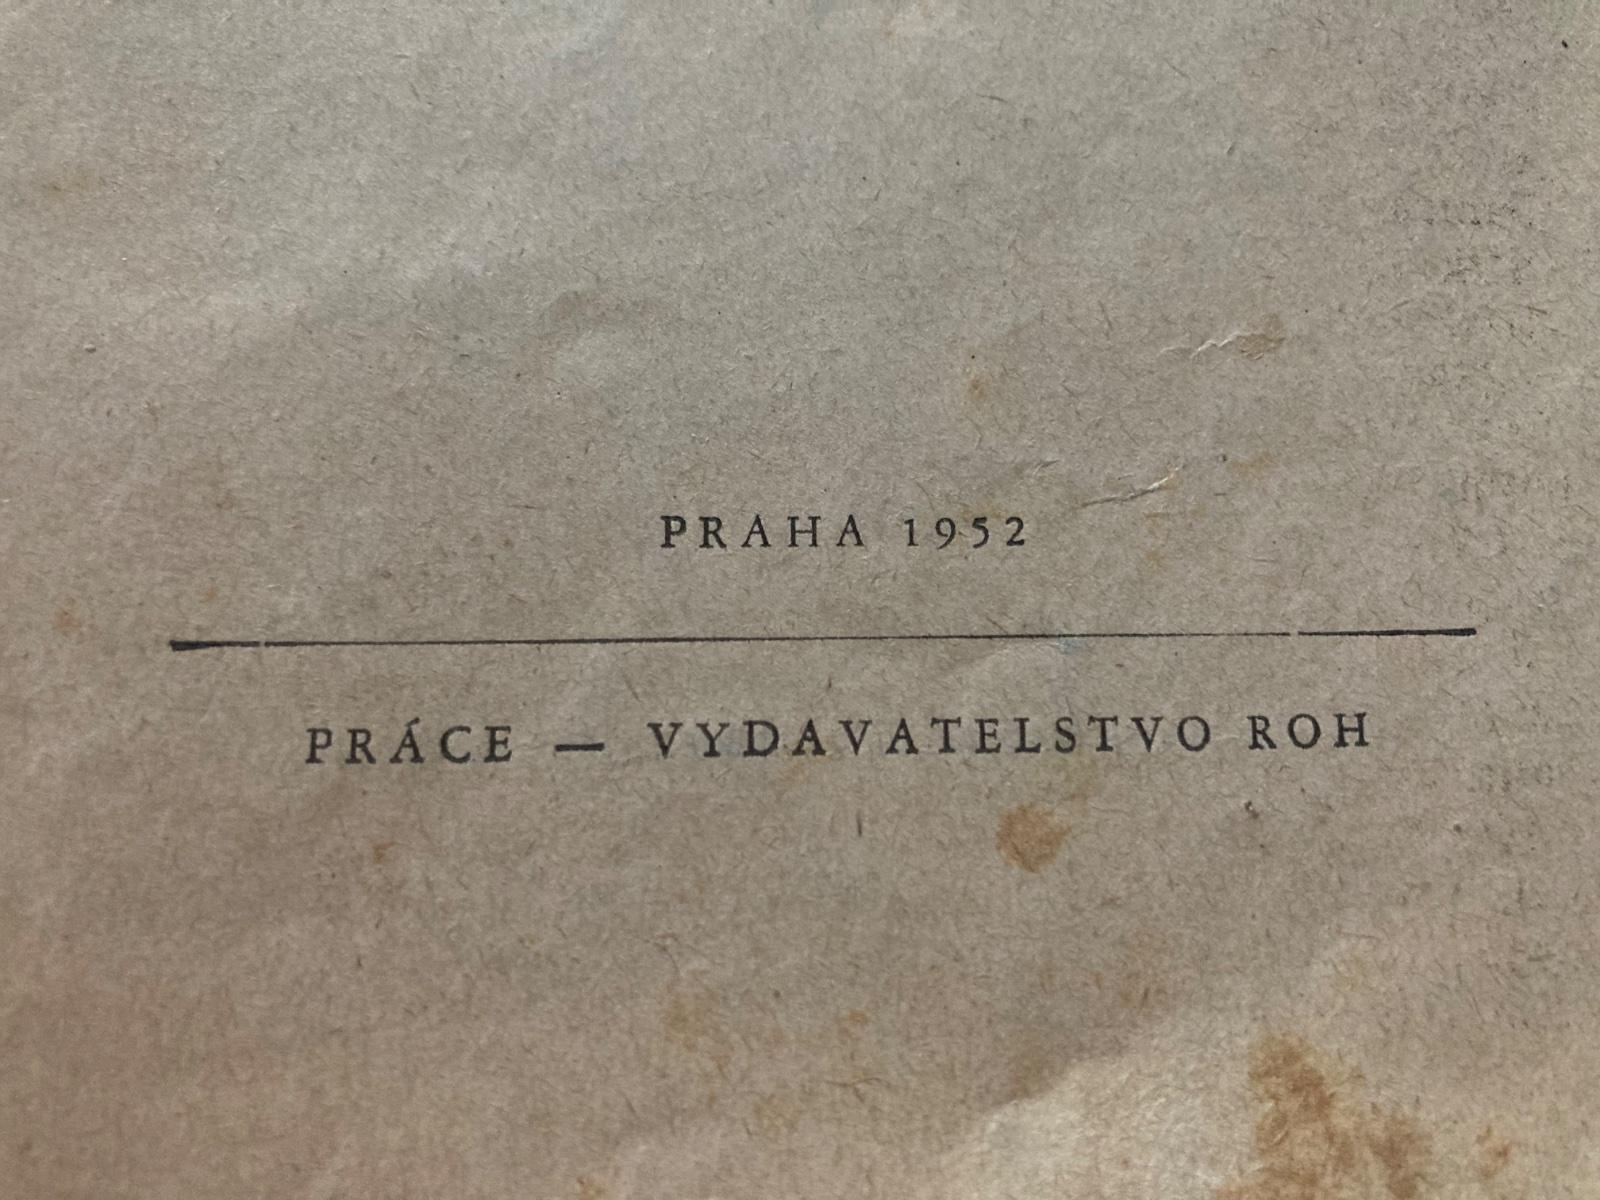 PRAHA 1952
PRÁCE — VYDAVATELSTVO ROH